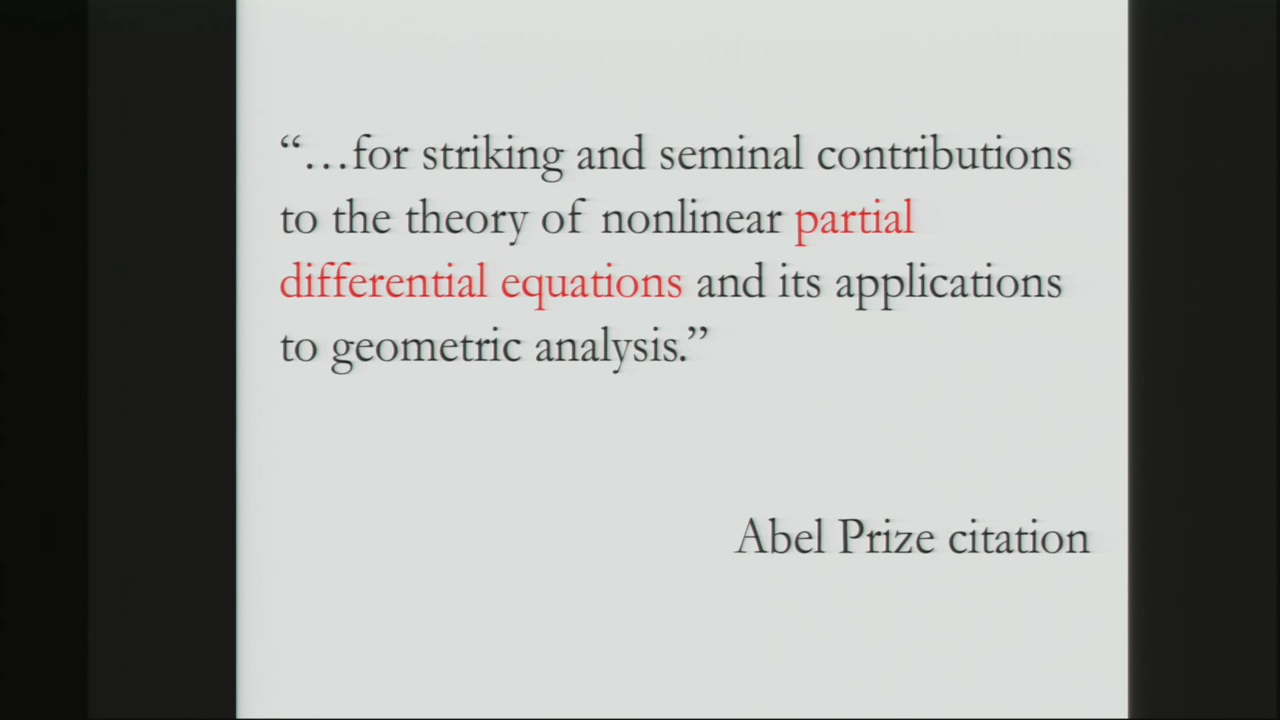 “…for striking and seminal contributions
to the theory of nonlinear partial
differential equations and its applications
to geometric analysis.”
Abel Prize citation